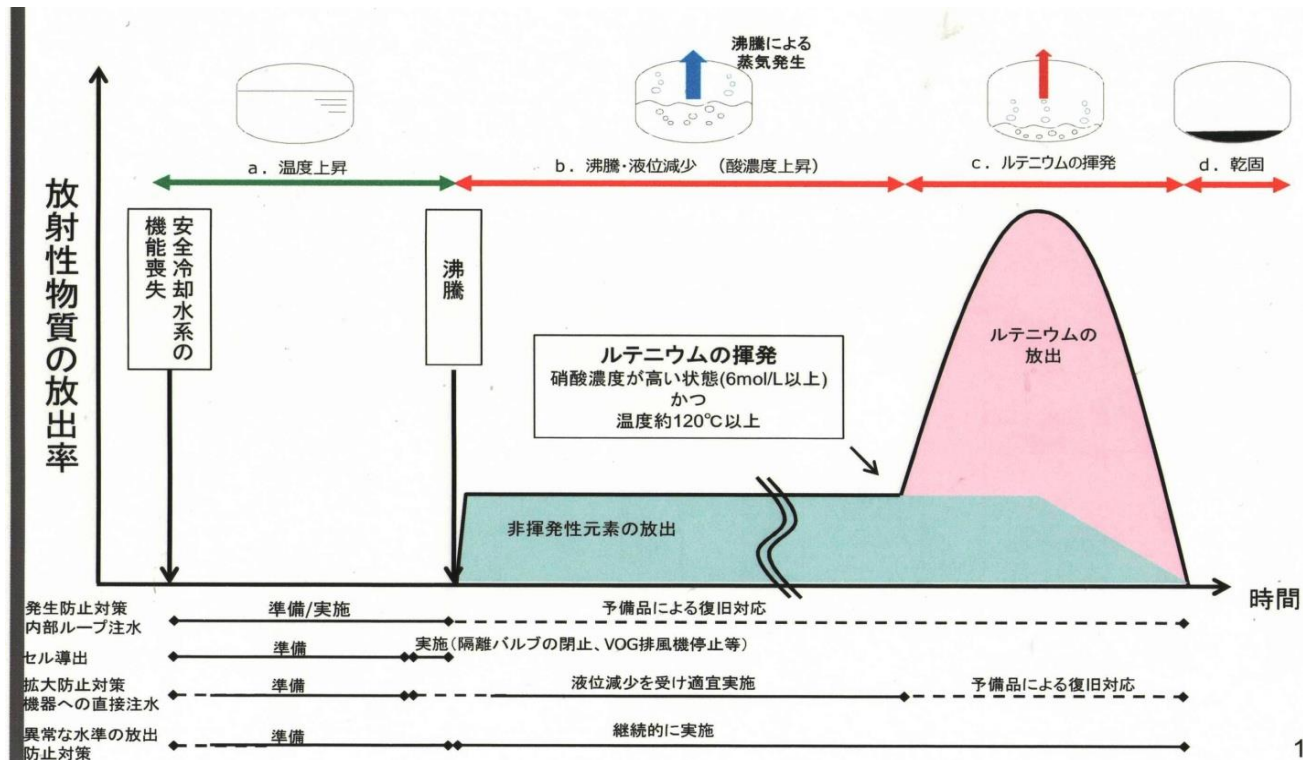 沸騰による
蒸気発生
a．温度上昇
b．沸騰・液位減少　（酸濃度上昇）
c．ルテニウムの揮発
d．乾固
放射性物質の放出率
安全冷却水系の
機能喪失
沸騰
ルテニウムの揮発
硝酸濃度が高い状態(6mol/L以上)
かつ
温度約120℃以上
ルテニウムの
放出
非揮発性元素の放出
時間
発生防止対策
内部ループ注水
準備/実施
予備品による復旧対応
セル導出
準備
実施(隔離バルブの閉止、VOG排風機停止等)
拡大防止対策
機器への直接注水
準備
液位減少を受け適宜実施
予備品による復旧対応
異常な水準の放出
防止対策
準備
継続的に実施
1